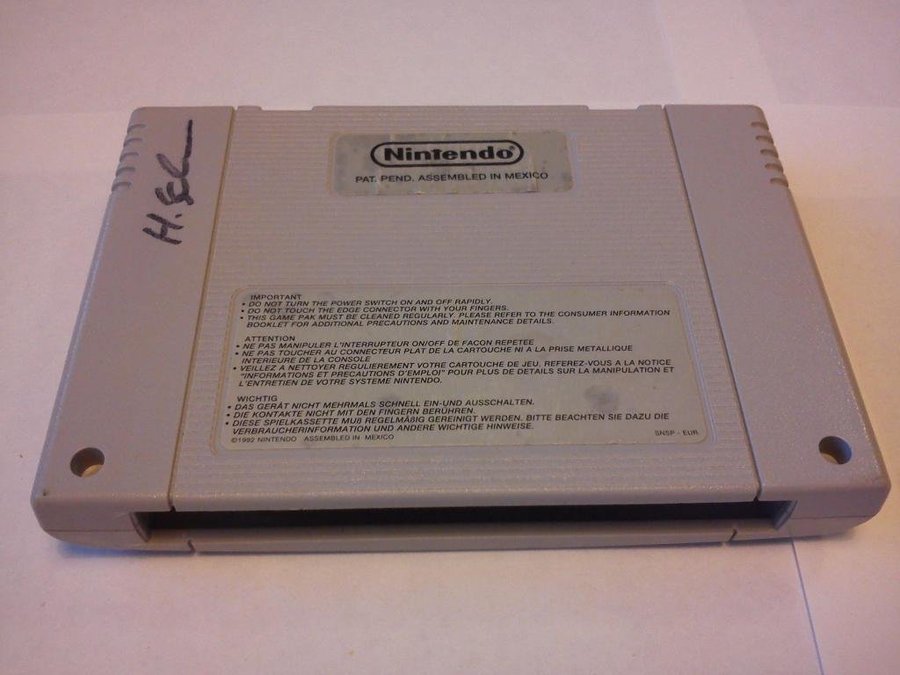 Nintendo®
PAT. PEND. ASSEMBLED IN MEXICO
IMPORTANT
• DO NOT TURN THE POWER SWITCH ON AND OFF RAPIDLY.
• DO NOT TOUCH THE EDGE CONNECTOR WITH YOUR FINGERS.
• THIS GAME PAK MUST BE CLEANED REGULARLY. PLEASE REFER TO THE CONSUMER INFORMATION
BOOKLET FOR ADDITIONAL PRECAUTIONS AND MAINTENANCE DETAILS.
ATTENTION
• NE PAS MANIPULER L'INTERRUPTEUR ON/OFF DE FACON REPETEE
• NE PAS TOUCHER AU CONNECTEUR PLAT DE LA CARTOUCHE NI A LA PRISE METALLIQUE
INTERIEURE DE LA CONSOLE
• VEILLEZ A NETTOYER REGULIEREMENT VOTRE CARTOUCHE DE JEU. REFEREZ-VOUS A LA NOTICE
"INFORMATIONS ET PRECAUTIONS D'EMPLOI" POUR PLUS DE DETAILS SUR LA MANIPULATION ET
L'ENTRETIEN DE VOTRE SYSTEME NINTENDO.
WICHTIG
• DAS GERÄT NICHT MEHRMALS SCHNELL EIN-UND AUSSCHALTEN.
• DIE KONTAKTE NICHT MIT DEN FINGERN BERÜHREN.
• DIESE SPIELKASSETTE MUß REGELMÄßIG GEREINIGT WERDEN. BITTE BEACHTEN SIE DAZU DIE
VERBRAUCHERINFORMATION UND ANDERE WICHTIGE HINWEISE.
©1992 NINTENDO ASSEMBLED IN MEXICO
SNSP - EUR
H.